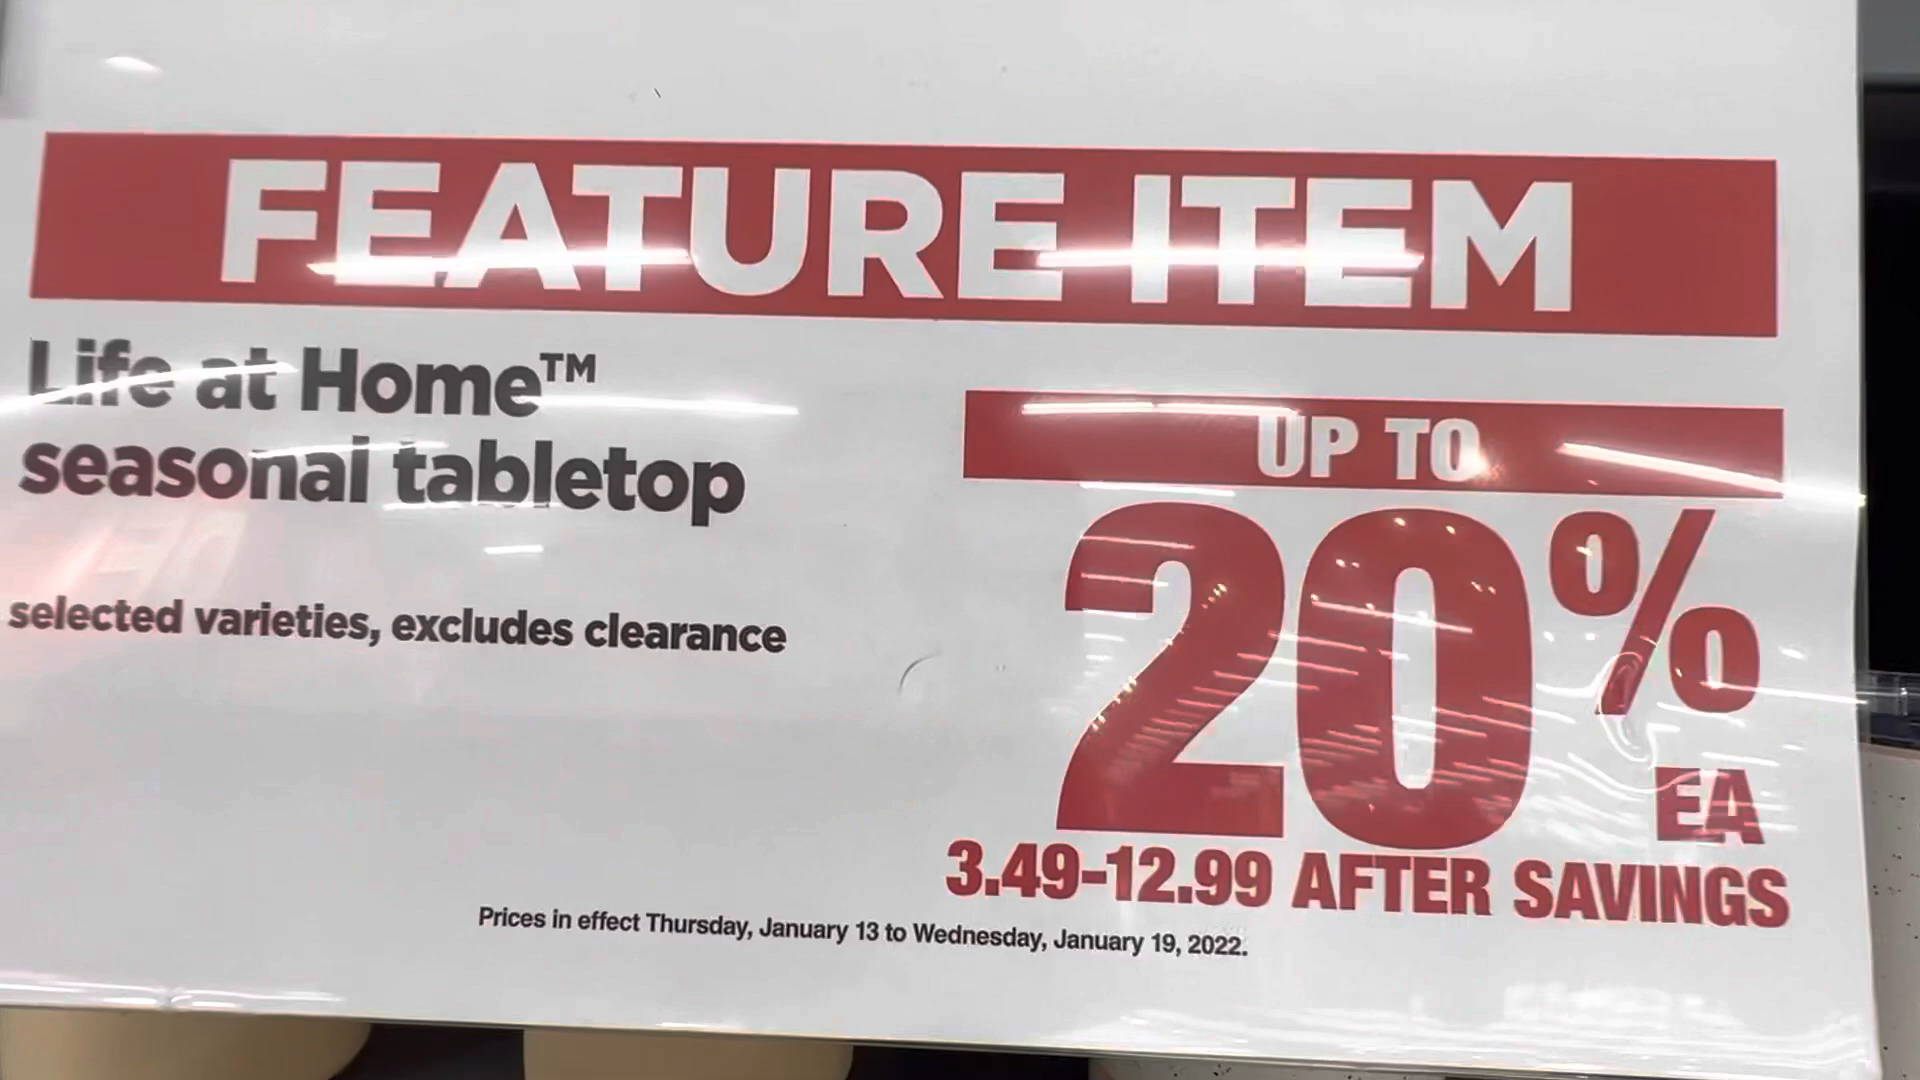 FEATURE ITEM
Life at Home™
seasonal tabletop
selected varieties, excludes clearance
UP TO
20%
EA
3.49-12.99 AFTER SAVINGS
Prices in effect Thursday, January 13 to Wednesday, January 19, 2022.